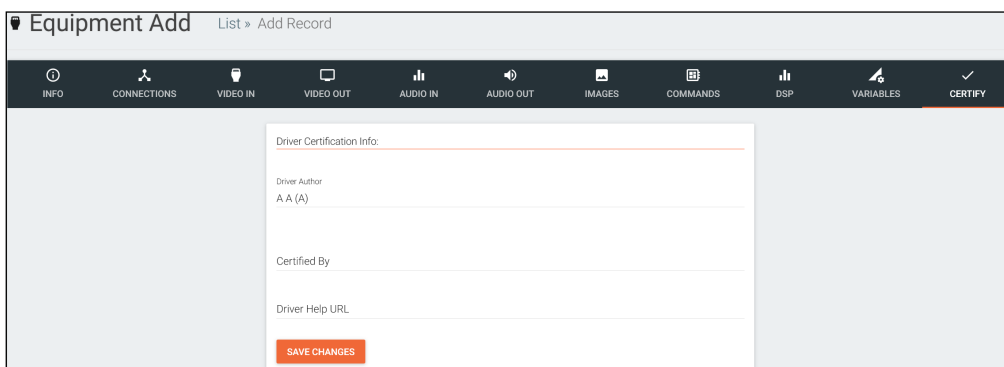 Equipment Add List » Add Record
INFO CONNECTIONS VIDEO IN VIDEO OUT AUDIO IN AUDIO OUT IMAGES COMMANDS DSP VARIABLES CERTIFY
Driver Certification Info:
Driver Author
A A (A)
Certified By
Driver Help URL
SAVE CHANGES